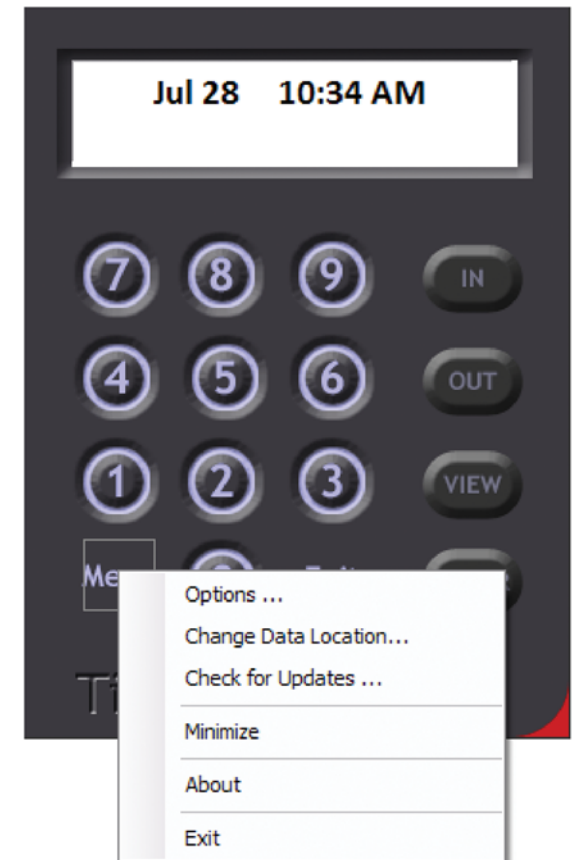 Jul 28 10:34 AM
7 8 9 IN
4 5 6 OUT
1 2 3 VIEW
Options ...
Change Data Location...
Check for Updates ...
Minimize
About
Exit